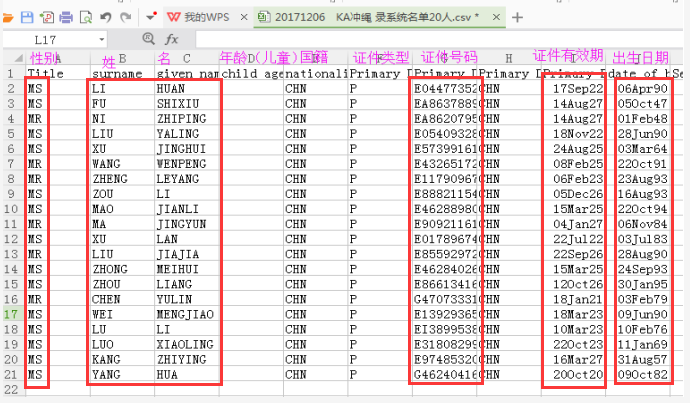 我的WPS × 20171206 KA冲绳 录系统名单20人.csv *
L17 fx
性别 姓 名 年龄(儿童) 国籍 证件类型 证件号码 证件有效期 出生日期
A B C D E F G H I J
1 Title surname given nam child age nationali Primary D Primary D Primary D Primary D date of b Se
2 MS LI HUAN CHN P E04477352 CHN 17Sep22 06Apr90
3 MS FU SHIXIU CHN P EA8637889 CHN 14Aug27 05Oct47
4 MR NI ZHIPING CHN P EA8620795 CHN 14Aug27 01Feb48
5 MS LIU YALING CHN P E05409328 CHN 18Nov22 28Jun90
6 MS XU JINGHUI CHN P E57399161 CHN 24Aug25 03Mar64
7 MR WANG WENPENG CHN P E43265172 CHN 08Feb25 22Oct91
8 MR ZHENG LEYANG CHN P E11790967 CHN 06Feb23 23Aug93
9 MS ZOU LI CHN P E88821154 CHN 05Dec26 16Aug93
10 MS MAO JIANLI CHN P E46288980 CHN 15Mar25 22Oct94
11 MR MA JINGYUN CHN P E90921161 CHN 04Jan27 06Nov84
12 MS XU LAN CHN P E01789674 CHN 22Jul22 03Jul83
13 MR LIU JIAJIA CHN P E85592972 CHN 22Sep26 28Aug90
14 MS ZHONG MEIHUI CHN P E46284026 CHN 15Mar25 24Sep93
15 MS ZHOU LIANG CHN P E86613416 CHN 12Oct26 30Jan95
16 MR CHEN YULIN CHN P G47073331 CHN 18Jan21 03Feb79
17 MS WEI MENGJIAO CHN P E13929365 CHN 18Mar23 09Jun90
18 MS LU LI CHN P E13899538 CHN 10Mar23 10Feb76
19 MS LUO XIAOLING CHN P E31808299 CHN 22Oct23 11Jan69
20 MS KANG ZHIYING CHN P E97485320 CHN 16Mar27 31Aug57
21 MS YANG HUA CHN P G46240416 CHN 20Oct20 09Oct82
22